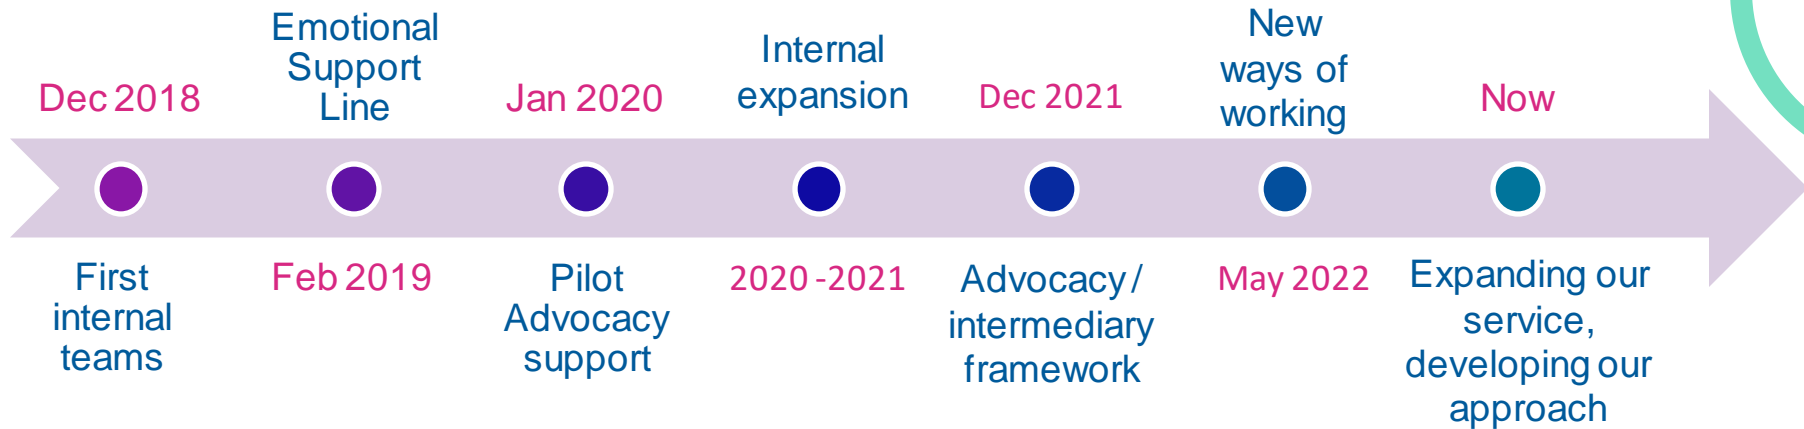 Dec 2018
First
internal
teams
Emotional
Support
Line
Feb 2019
Jan 2020
Pilot
Advocacy
support
Internal
expansion
2020 -2021
Dec 2021
Advocacy /
intermediary
framework
New
ways of
working
May 2022
Now
Expanding our
service,
developing our
approach